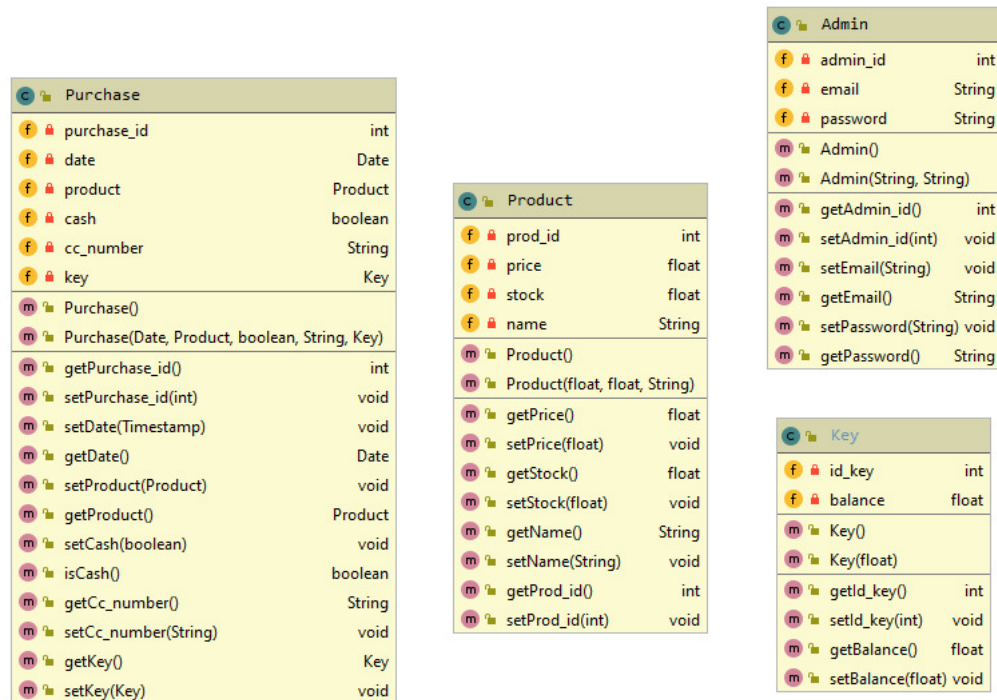 Purchase
purchase_id int
date Date
product Product
cash boolean
cc_number String
key Key
Purchase()
Purchase(Date, Product, boolean, String, Key)
getPurchase_id() int
setPurchase_id(int) void
setDate(Timestamp) void
getDate() Date
setProduct(Product) void
getProduct() Product
setCash(boolean) void
isCash() boolean
getCc_number() String
setCc_number(String) void
getKey() Key
setKey(Key) void
Product
prod_id int
price float
stock float
name String
Product()
Product(float, float, String)
getPrice() float
setPrice(float) void
getStock() float
setStock(float) void
getName() String
setName(String) void
getProd_id() int
setProd_id(int) void
Admin
admin_id int
email String
password String
Admin()
Admin(String, String)
getAdmin_id() int
setAdmin_id(int) void
setEmail(String) void
getEmail() String
setPassword(String) void
getPassword() String
Key
id_key int
balance float
Key()
Key(float)
getId_key() int
setId_key(int) void
getBalance() float
setBalance(float) void